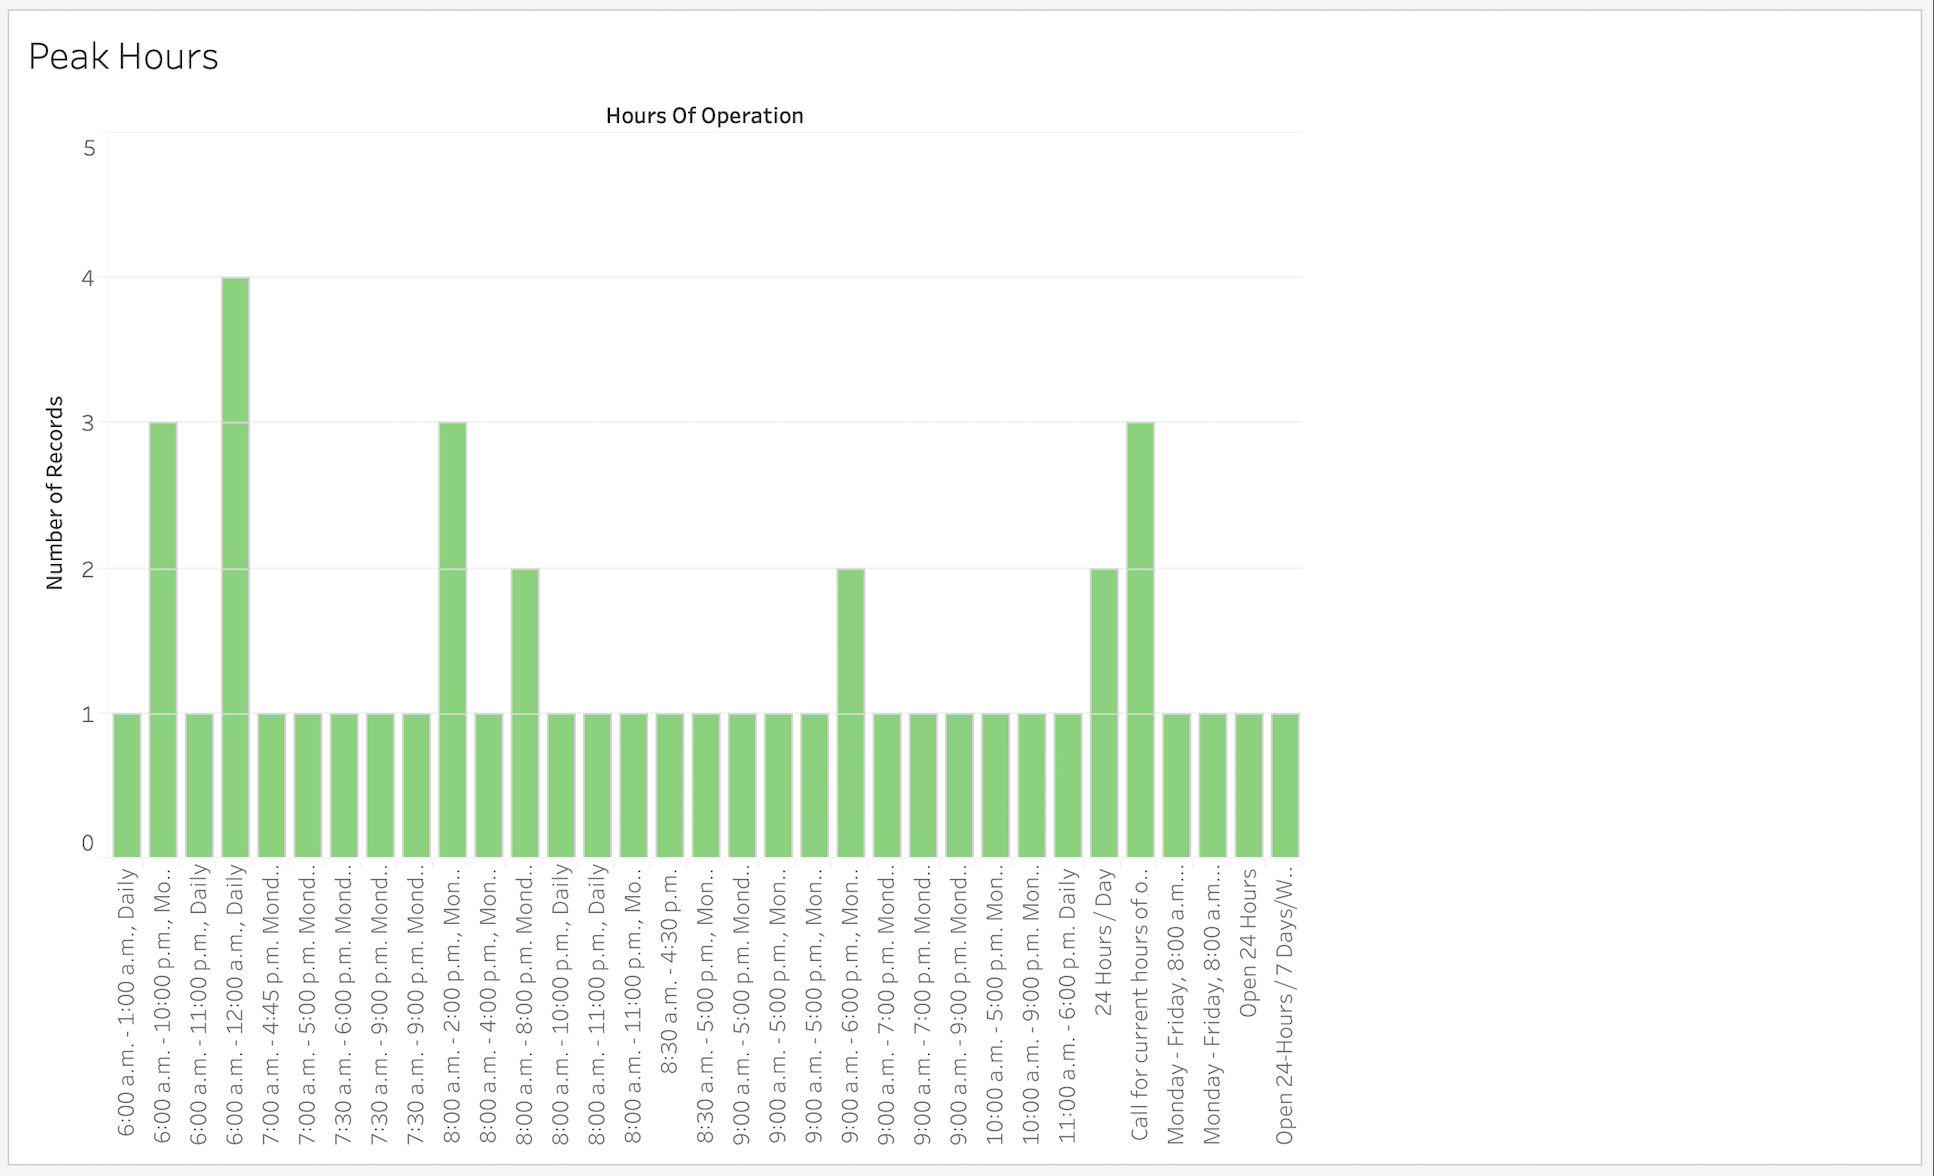 Peak Hours
Hours Of Operation
Number of Records
5
4
3
2
1
0
6:00 a.m. - 1:00 a.m., Daily
6:00 a.m. - 10:00 p.m., Mo..
6:00 a.m. - 11:00 p.m., Daily
6:00 a.m. - 12:00 a.m., Daily
7:00 a.m. - 4:45 p.m. Mond..
7:00 a.m. - 5:00 p.m. Mond..
7:30 a.m. - 6:00 p.m. Mond..
7:30 a.m. - 9:00 p.m. Mond..
7:30 a.m. - 9:00 p.m. Mond..
8:00 a.m. - 2:00 p.m., Mon..
8:00 a.m. - 4:00 p.m., Mon..
8:00 a.m. - 8:00 p.m. Mond..
8:00 a.m. - 10:00 p.m., Daily
8:00 a.m. - 11:00 p.m., Daily
8:00 a.m. - 11:00 p.m., Mo..
8:30 a.m. - 4:30 p.m.
8:30 a.m. - 5:00 p.m., Mon..
9:00 a.m. - 5:00 p.m. Mond..
9:00 a.m. - 5:00 p.m., Mon..
9:00 a.m. - 5:00 p.m., Mon..
9:00 a.m. - 6:00 p.m., Mon..
9:00 a.m. - 7:00 p.m. Mond..
9:00 a.m. - 7:00 p.m. Mond..
9:00 a.m. - 9:00 p.m. Mond..
10:00 a.m. - 5:00 p.m. Mon..
10:00 a.m. - 9:00 p.m. Mon..
11:00 a.m. - 6:00 p.m. Daily
24 Hours / Day
Call for current hours of o..
Monday - Friday, 8:00 a.m...
Monday - Friday, 8:00 a.m...
Open 24 Hours
Open 24-Hours / 7 Days/W..